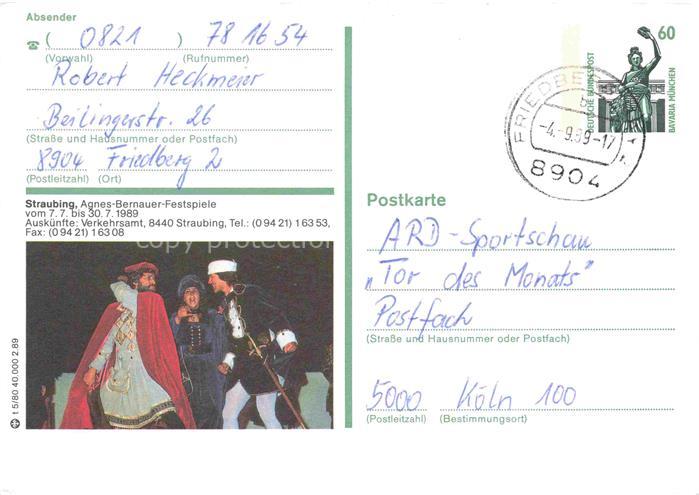 Absender
☎ ( 0821 ) 78 16 54
(Vorwahl) (Rufnummer)
Robert Heckmeier
Beilingerstr. 26
(Straße und Hausnummer oder Postfach)
8904 Friedberg 2
(Postleitzahl) (Ort)
Straubing, Agnes-Bernauer-Festspiele
vom 7. 7. bis 30. 7. 1989
Auskünfte: Verkehrsamt, 8440 Straubing, Tel.: (0 94 21) 1 63 53,
Fax: (0 94 21) 1 63 08
copy protection
t 5/80 40.000 2.89
60
DEUTSCHE BUNDESPOST
BAVARIA MÜNCHEN
b
-4.-9.89-17
8904
Postkarte
ARD-Sportschau
"Tor des Monats"
Postfach
(Straße und Hausnummer oder Postfach)
5000 Köln 100
(Postleitzahl) (Bestimmungsort)